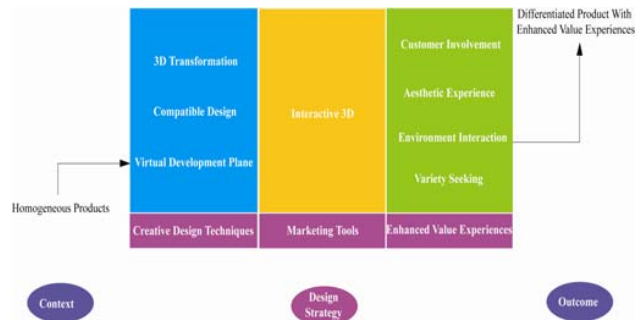 Differentiated Product With
Enhanced Value Experiences
3D Transformation
Compatible Design
Virtual Development Plane
Interactive 3D
Customer Involvement
Aesthetic Experience
Environment Interaction
Variety Seeking
Homogeneous Products
Creative Design Techniques
Marketing Tools
Enhanced Value Experiences
Context
Design
Strategy
Outcome